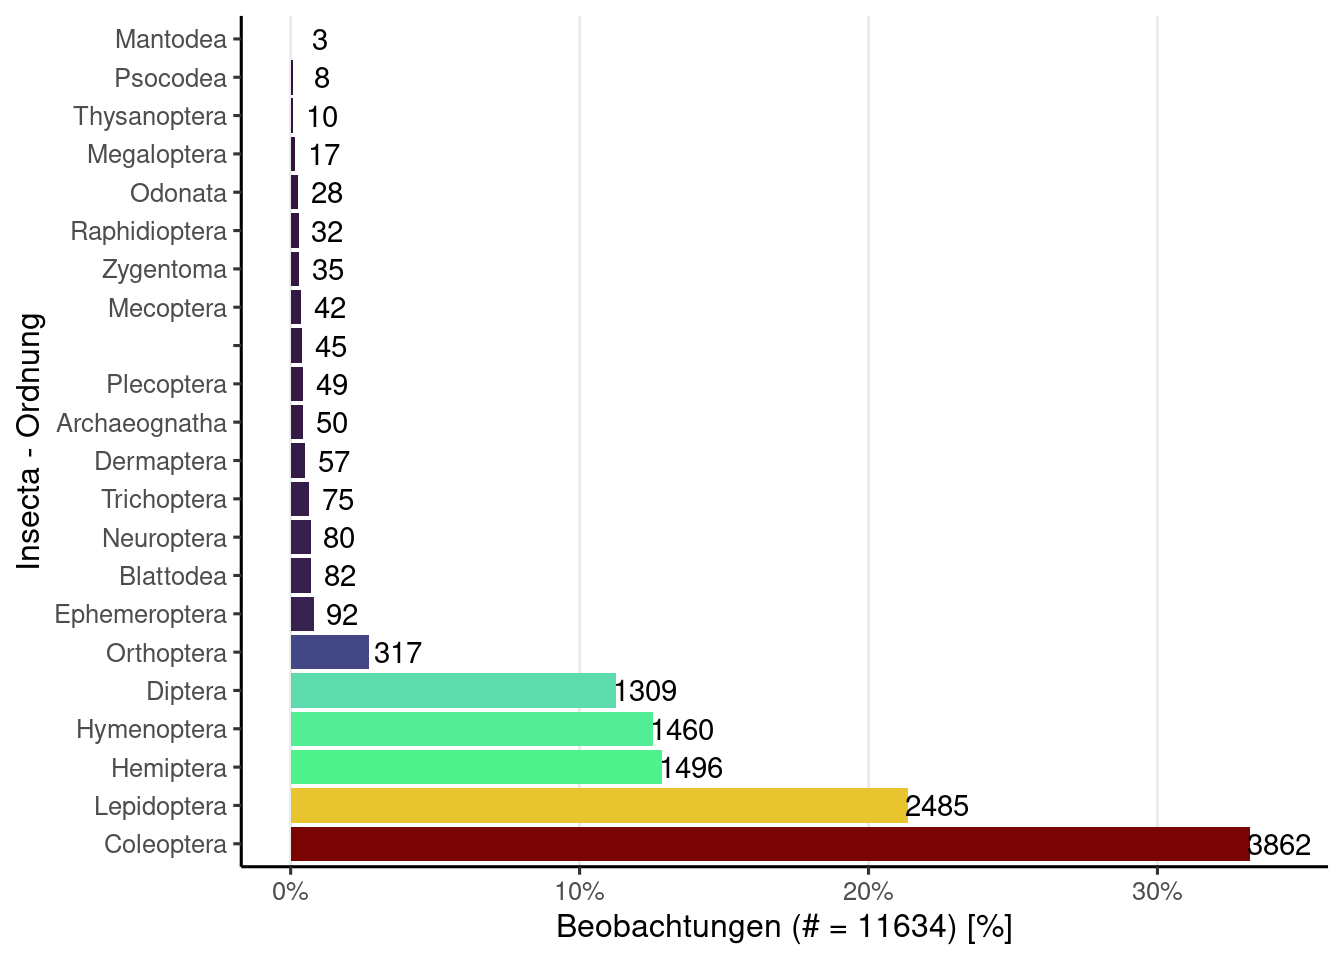 Insecta - Ordnung
Mantodea 3
Psocodea 8
Thysanoptera 10
Megaloptera 17
Odonata 28
Raphidioptera 32
Zygentoma 35
Mecoptera 42
45
Plecoptera 49
Archaeognatha 50
Dermaptera 57
Trichoptera 75
Neuroptera 80
Blattodea 82
Ephemeroptera 92
Orthoptera 317
Diptera 1309
Hymenoptera 1460
Hemiptera 1496
Lepidoptera 2485
Coleoptera 3862
0% 10% 20% 30%
Beobachtungen (# = 11634) [%]